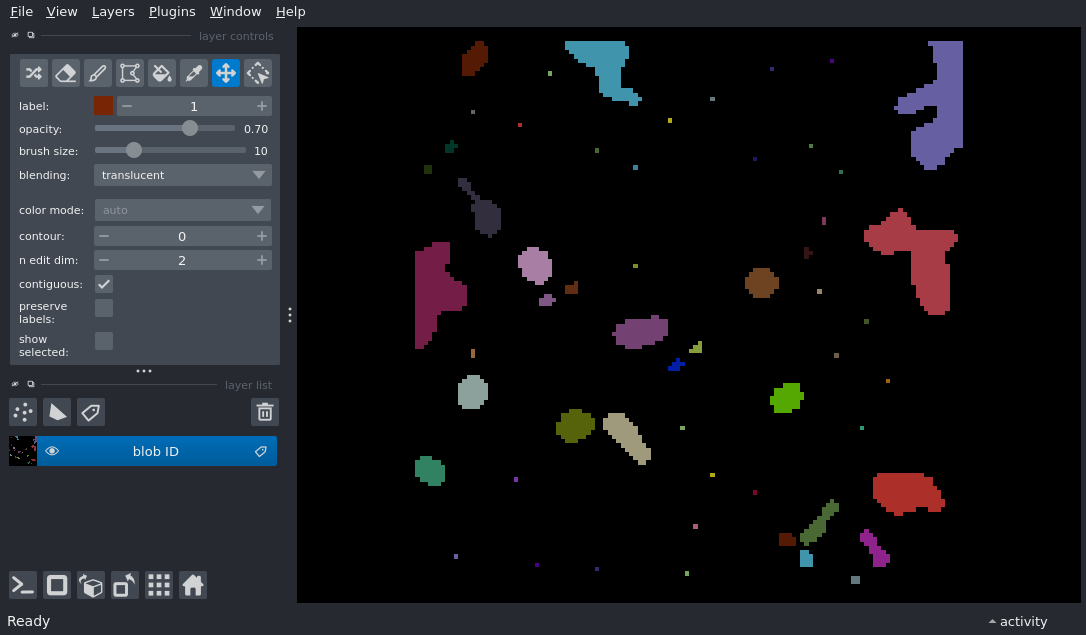 File View Layers Plugins Window Help
layer controls
label: 1
opacity: 0.70
brush size: 10
blending: translucent
color mode: auto
contour: 0
n edit dim: 2
contiguous:
preserve
labels:
show
selected:
layer list
blob ID
Ready
activity